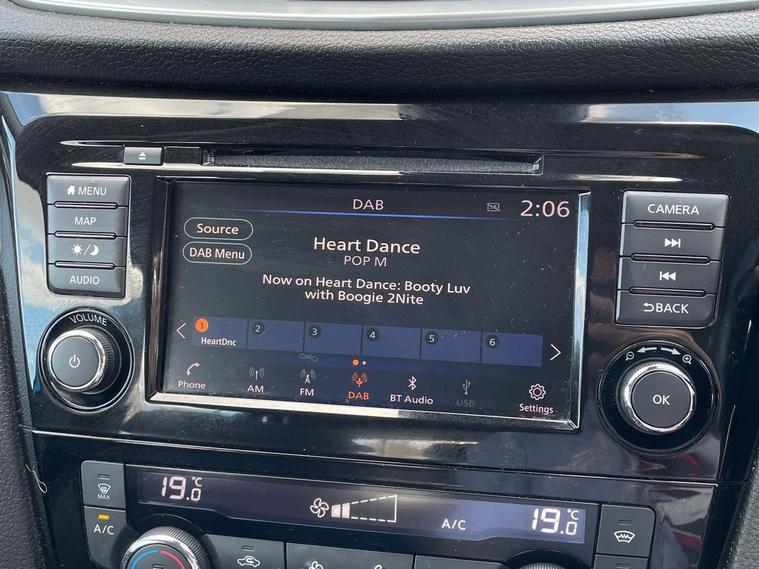 MENU
MAP
AUDIO
VOLUME
DAB
2:06
Source
DAB Menu
Heart Dance
POP M
Now on Heart Dance: Booty Luv
with Boogie 2Nite
1 2 3 4 5 6
HeartDnc
Phone
AM
FM
DAB
BT Audio
USB
Settings
CAMERA
BACK
OK
MAX
A/C
19.0 °C
A/C
19.0 °C